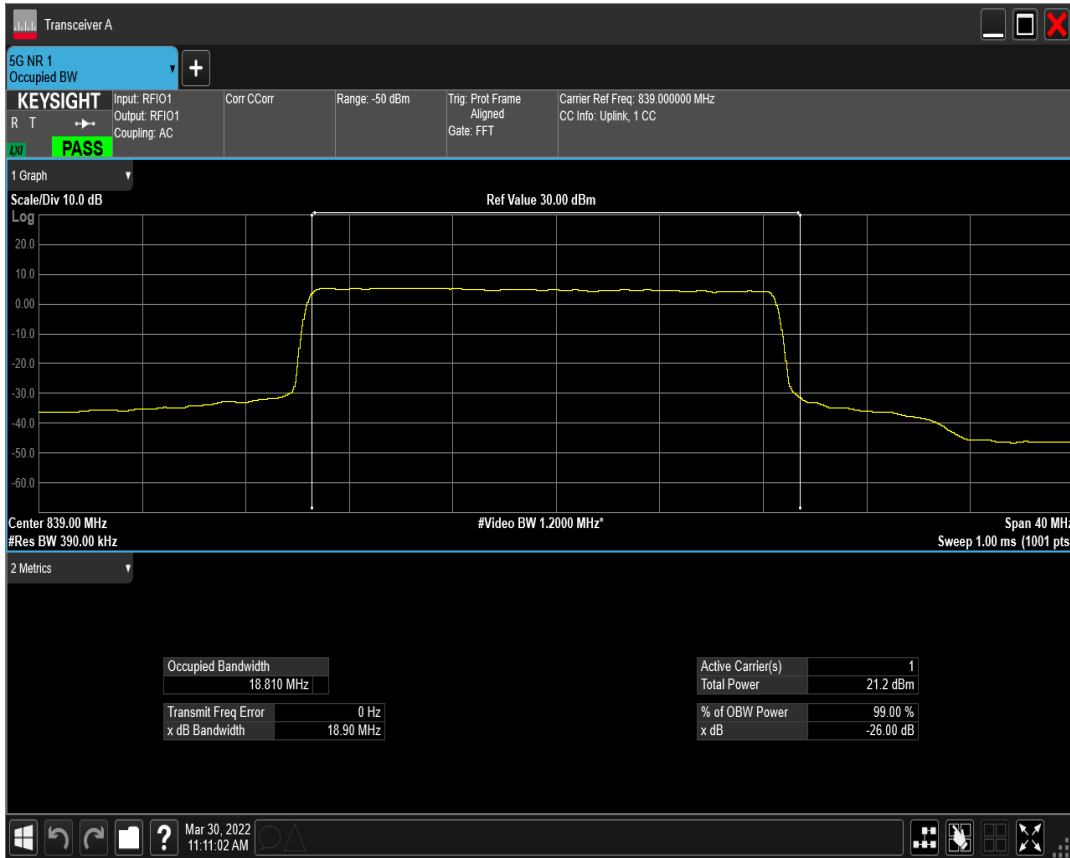 Transceiver A
5G NR 1
Occupied BW
+
KEYSIGHT
R T
LXI
PASS
Input: RFIO1
Output: RFIO1
Coupling: AC
Corr CCorr
Range: -50 dBm
Trig: Prot Frame
Aligned
Gate: FFT
Carrier Ref Freq: 839.000000 MHz
CC Info: Uplink, 1 CC
1 Graph
Scale/Div 10.0 dB
Ref Value 30.00 dBm
Log
20.0
10.0
0.00
-10.0
-20.0
-30.0
-40.0
-50.0
-60.0
Center 839.00 MHz
#Video BW 1.2000 MHz*
Span 40 MHz
#Res BW 390.00 kHz
Sweep 1.00 ms (1001 pts
2 Metrics
Occupied Bandwidth
18.810 MHz
Transmit Freq Error 0 Hz
x dB Bandwidth 18.90 MHz
Active Carrier(s) 1
Total Power 21.2 dBm
% of OBW Power 99.00 %
x dB -26.00 dB
?
Mar 30, 2022
11:11:02 AM